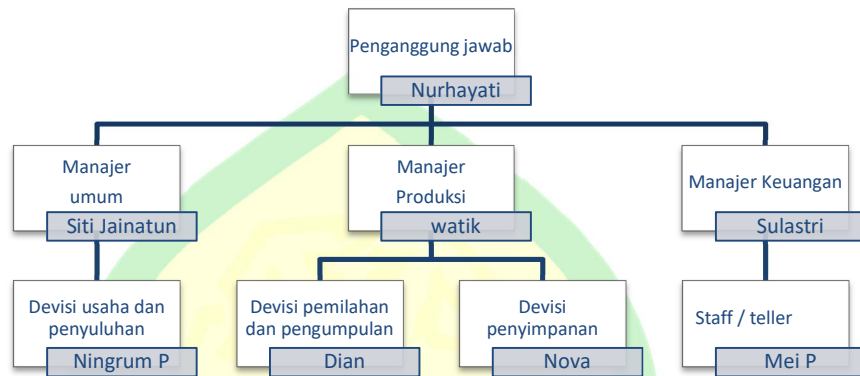 Penganggung jawab
Nurhayati
Manajer
umum
Siti Jainatun
Manajer
Produksi
watik
Manajer Keuangan
Sulastri
Devisi usaha dan
penyuluhan
Ningrum P
Devisi pemilahan
dan pengumpulan
Dian
Devisi
penyimpanan
Nova
Staff / teller
Mei P